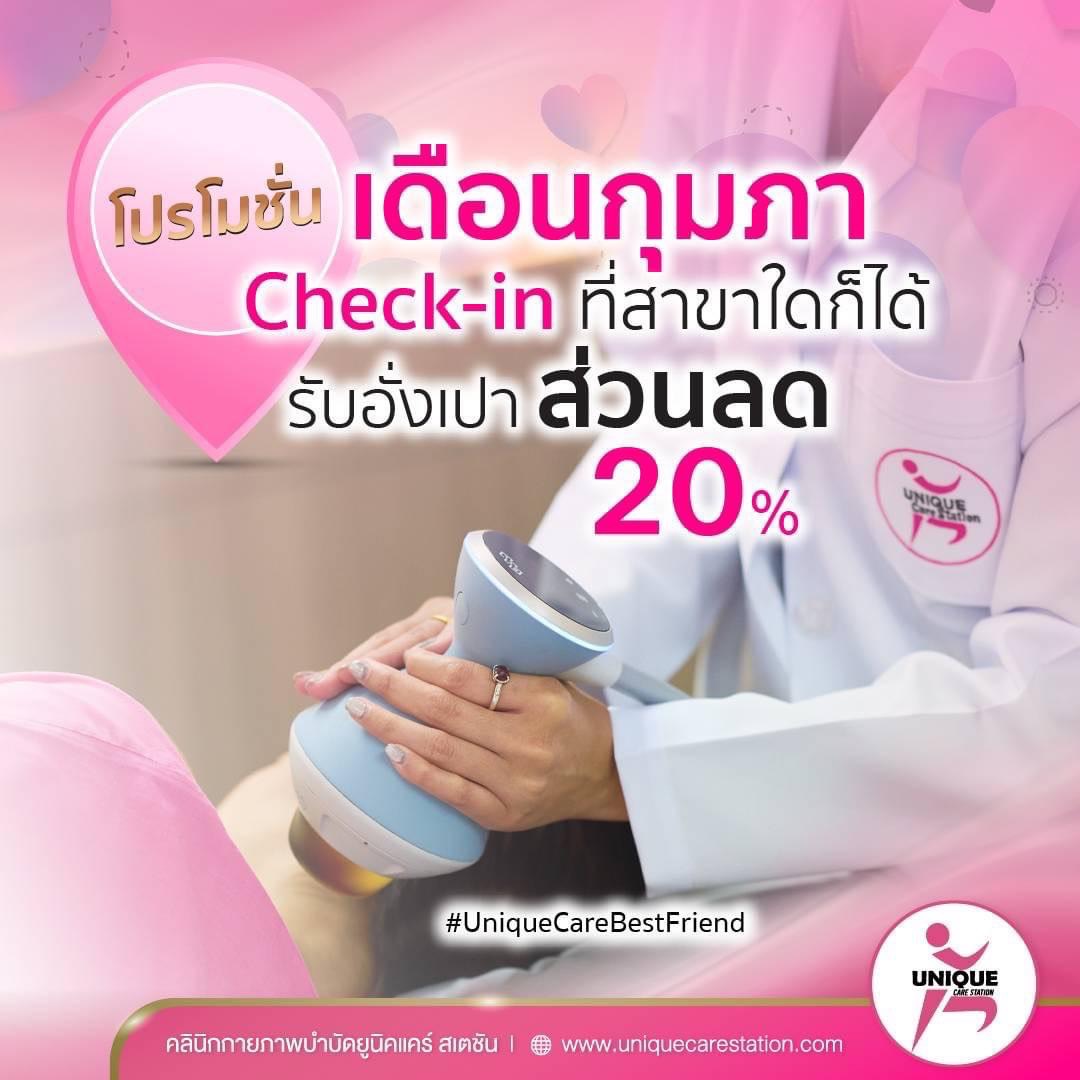 โปรโมชั่น
เดือนกุมภา
Check-in ที่สาขาใดก็ได้
รับอั่งเปา ส่วนลด
20%
UNIQUE
Care Station
#UniqueCareBestFriend
UNIQUE
CARE STATION
คลินิกกายภาพบำบัดยูนิคแคร์ สเตชัน | www.uniquecarestation.com